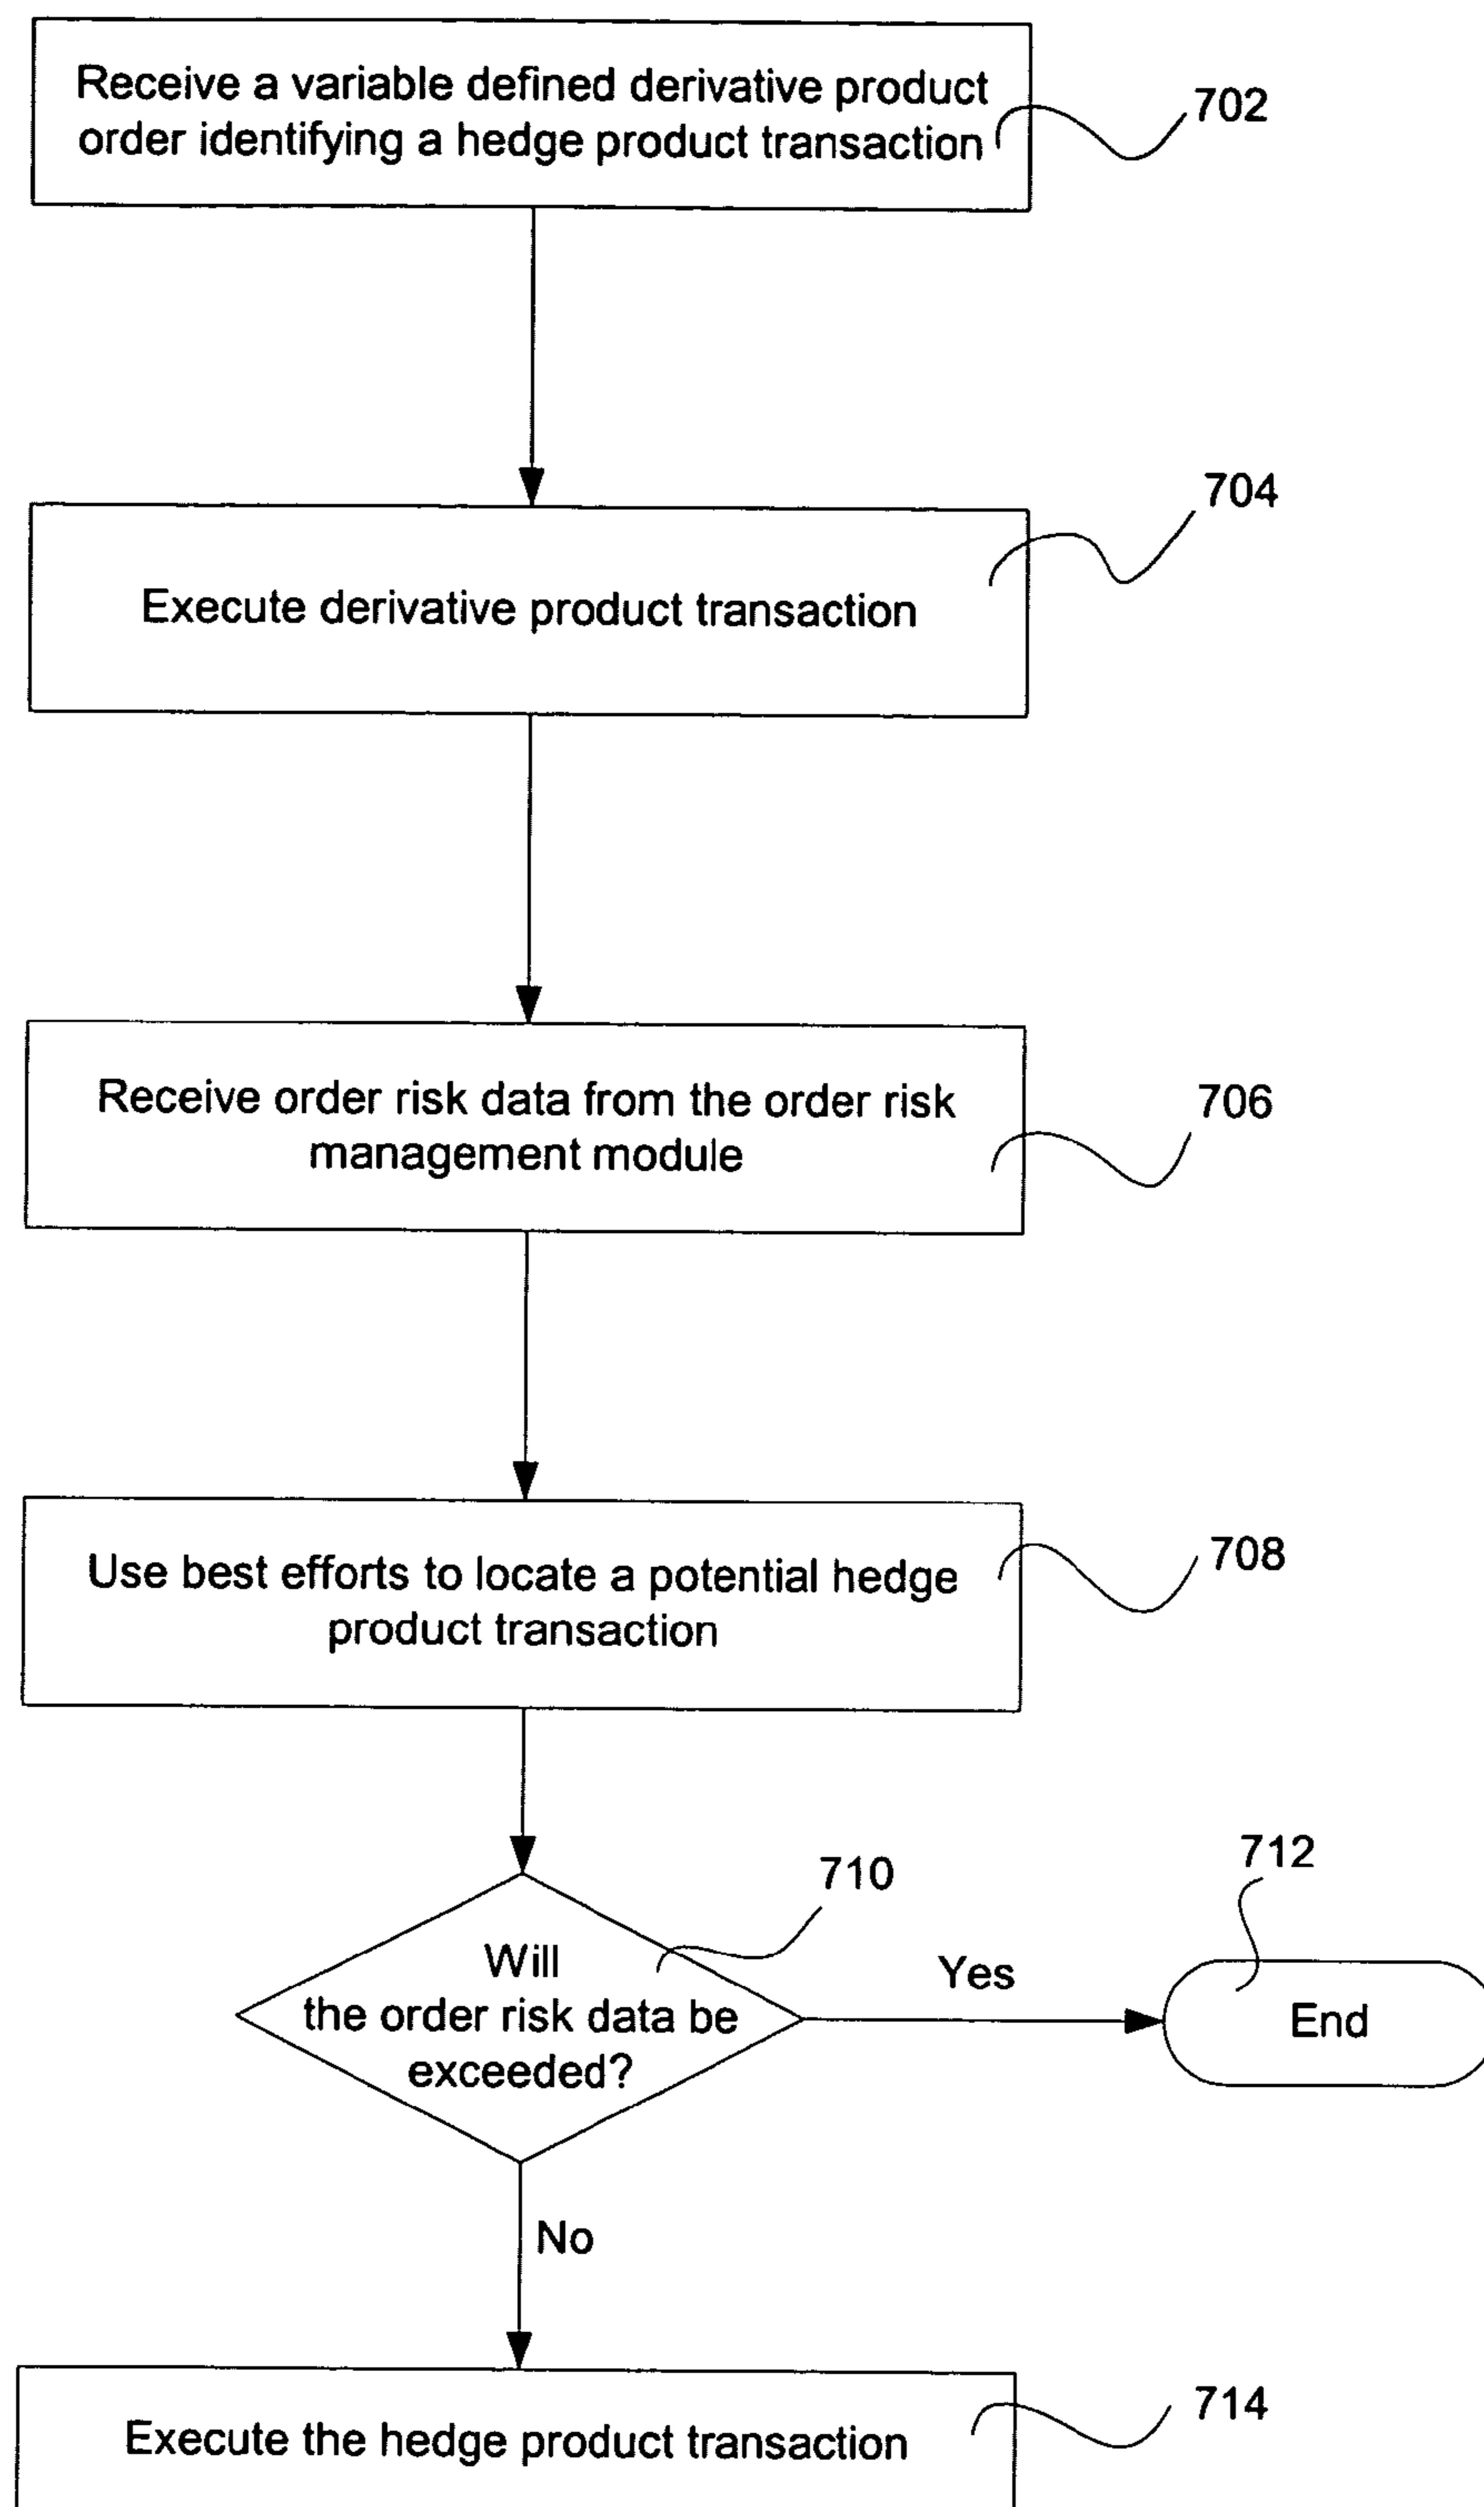 Receive a variable defined derivative product
order identifying a hedge product transaction
702
704
Execute derivative product transaction
Receive order risk data from the order risk
management module
706
Use best efforts to locate a potential hedge
product transaction
708
710
712
Will
the order risk data be
exceeded?
Yes
End
No
Execute the hedge product transaction
714